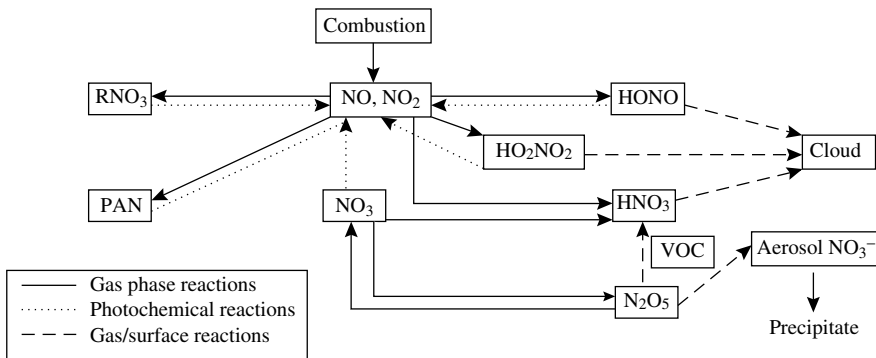 Combustion
RNO₃
NO, NO₂
HONO
HO₂NO₂
Cloud
PAN
NO₃
HNO₃
VOC
Aerosol NO₃⁻
Gas phase reactions
Photochemical reactions
Gas/surface reactions
N₂O₅
Precipitate